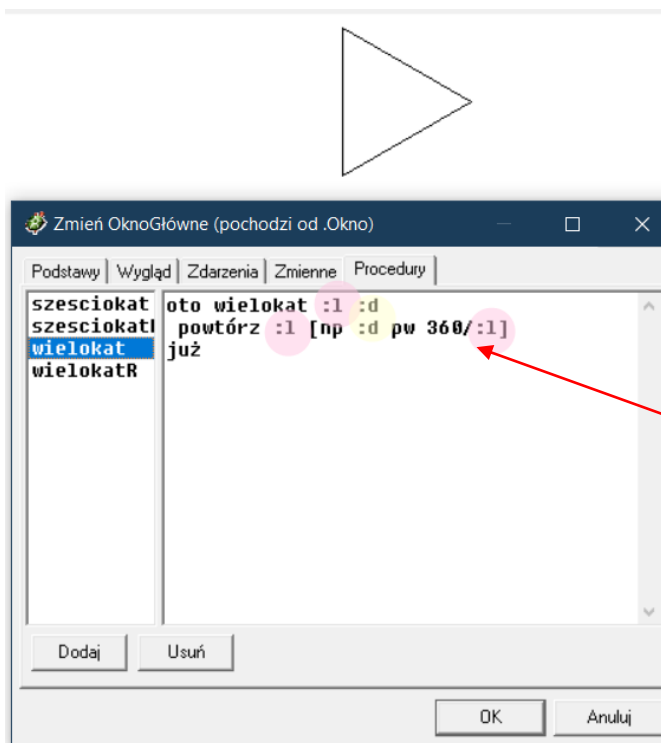 Zmień OknoGłówne (pochodzi od .Okno)
Podstawy Wygląd Zdarzenia Zmienne Procedury
szesciokat
szesciokatR
wielokat
wielokatR
oto wielokat :l :d
powtórz :l [np :d pw 360/:l]
już
Dodaj Usuń
OK Anuluj